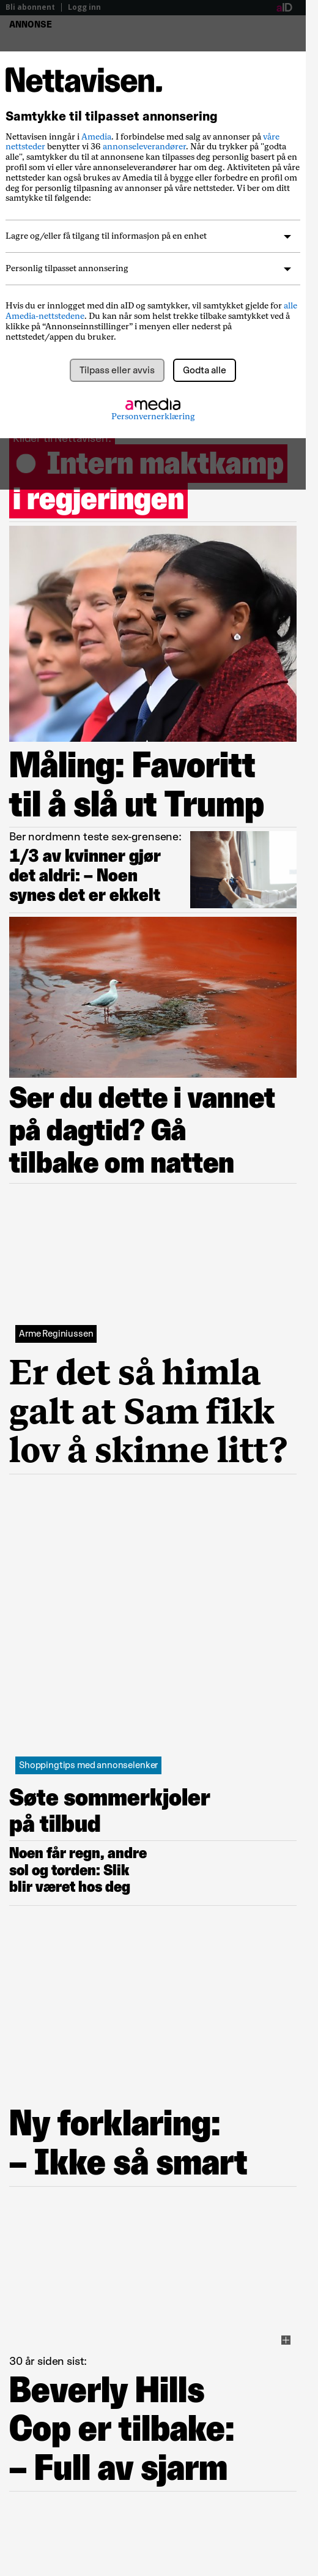 Bli abonnent | Logg inn
aID
ANNONSE
Nettavisen.
Samtykke til tilpasset annonsering
Nettavisen inngår i Amedia. I forbindelse med salg av annonser på våre
nettsteder benytter vi 36 annonseleverandører. Når du trykker på "godta
alle", samtykker du til at annonsene kan tilpasses deg personlig basert på en
profil som vi eller våre annonseleverandører har om deg. Aktiviteten på våre
nettsteder kan også brukes av Amedia til å bygge eller forbedre en profil om
deg for personlig tilpasning av annonser på våre nettsteder. Vi ber om ditt
samtykke til følgende:
Lagre og/eller få tilgang til informasjon på en enhet
Personlig tilpasset annonsering
Hvis du er innlogget med din aID og samtykker, vil samtykket gjelde for alle
Amedia-nettstedene. Du kan når som helst trekke tilbake samtykket ved å
klikke på “Annonseinnstillinger” i menyen eller nederst på
nettstedet/appen du bruker.
Tilpass eller avvis
Godta alle
amedia
Personvernerklæring
Kilder til Nettavisen:
Intern maktkamp
i regjeringen
Måling: Favoritt
til å slå ut Trump
Ber nordmenn teste sex-grensene:
1/3 av kvinner gjør
det aldri: – Noen
synes det er ekkelt
Ser du dette i vannet
på dagtid? Gå
tilbake om natten
Arme Reginiussen
Er det så himla
galt at Sam fikk
lov å skinne litt?
Shoppingtips med annonselenker
Søte sommerkjoler
på tilbud
Noen får regn, andre
sol og torden: Slik
blir været hos deg
Ny forklaring:
– Ikke så smart
30 år siden sist:
Beverly Hills
Cop er tilbake:
– Full av sjarm